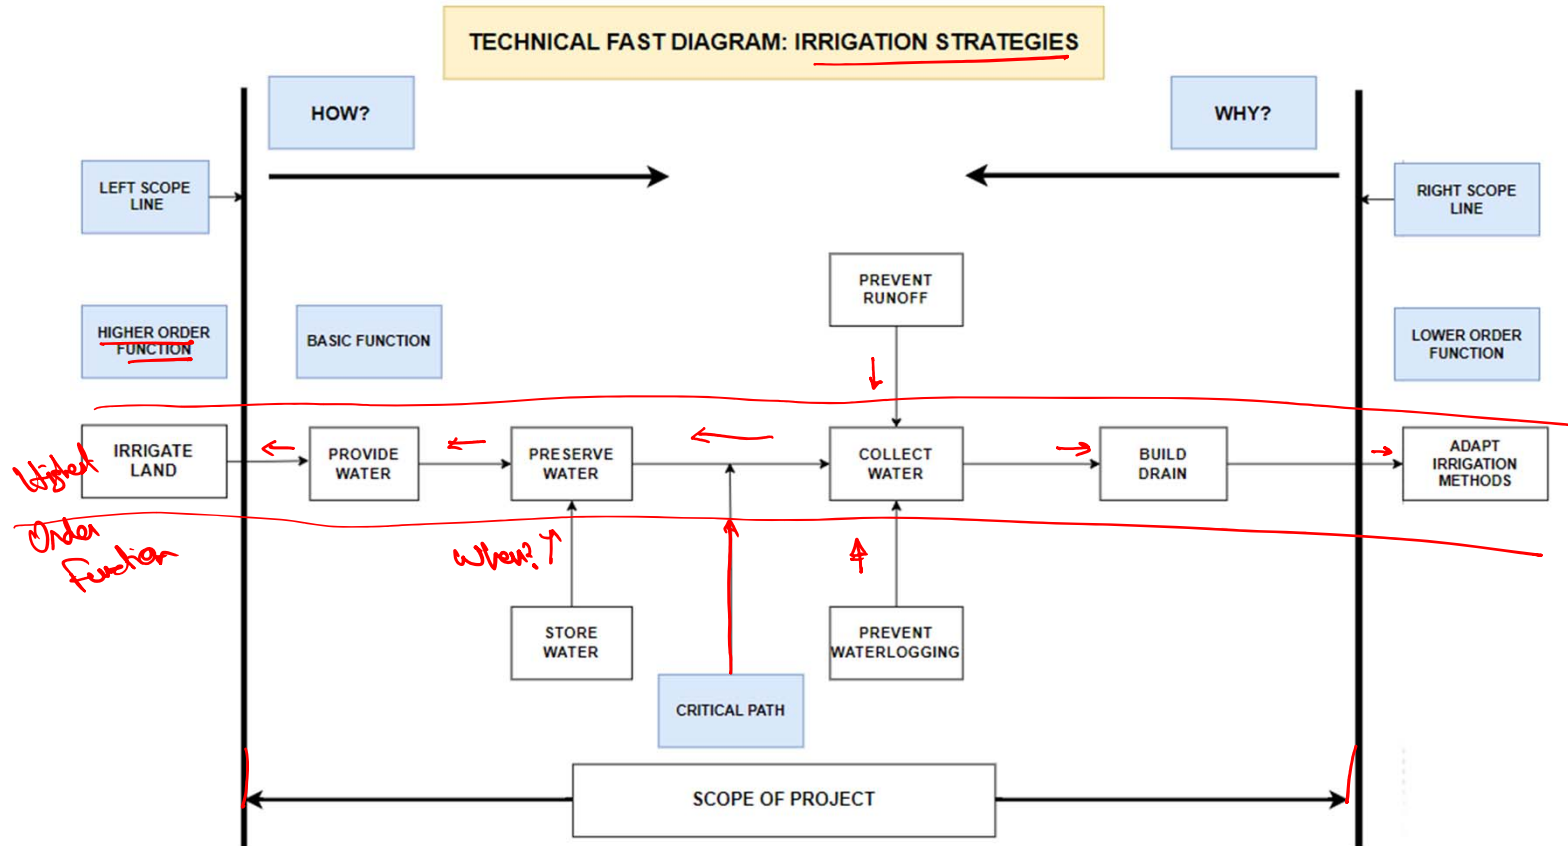 TECHNICAL FAST DIAGRAM: IRRIGATION STRATEGIES
HOW?
WHY?
LEFT SCOPE
LINE
RIGHT SCOPE
LINE
PREVENT
RUNOFF
HIGHER ORDER
FUNCTION
BASIC FUNCTION
LOWER ORDER
FUNCTION
IRRIGATE
LAND
PROVIDE
WATER
PRESERVE
WATER
COLLECT
WATER
BUILD
DRAIN
ADAPT
IRRIGATION
METHODS
Highest
Order
Function
When?
STORE
WATER
PREVENT
WATERLOGGING
CRITICAL PATH
SCOPE OF PROJECT